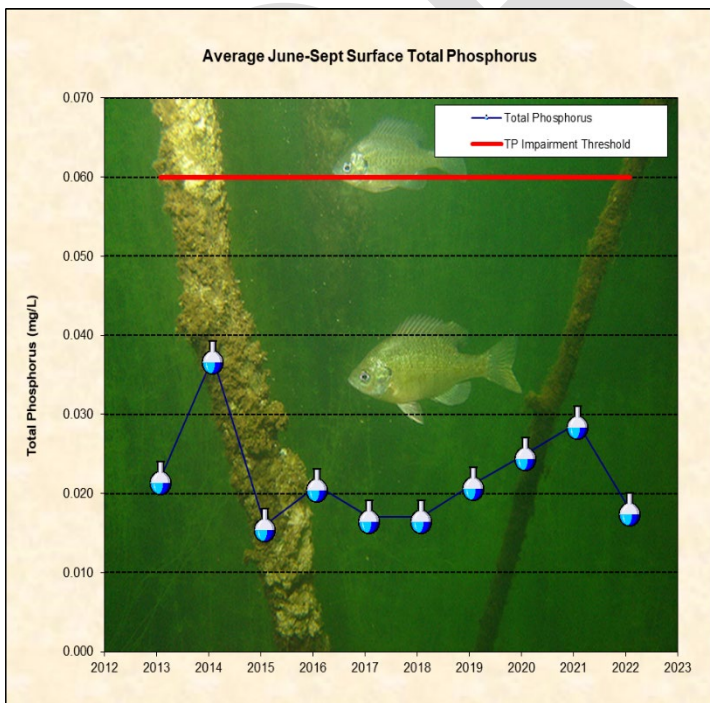 Average June-Sept Surface Total Phosphorus
0.070
Total Phosphorus
TP Impairment Threshold
0.060
0.050
0.040
Total Phosphorus (mg/L)
0.030
0.020
0.010
0.000
2012 2013 2014 2015 2016 2017 2018 2019 2020 2021 2022 2023